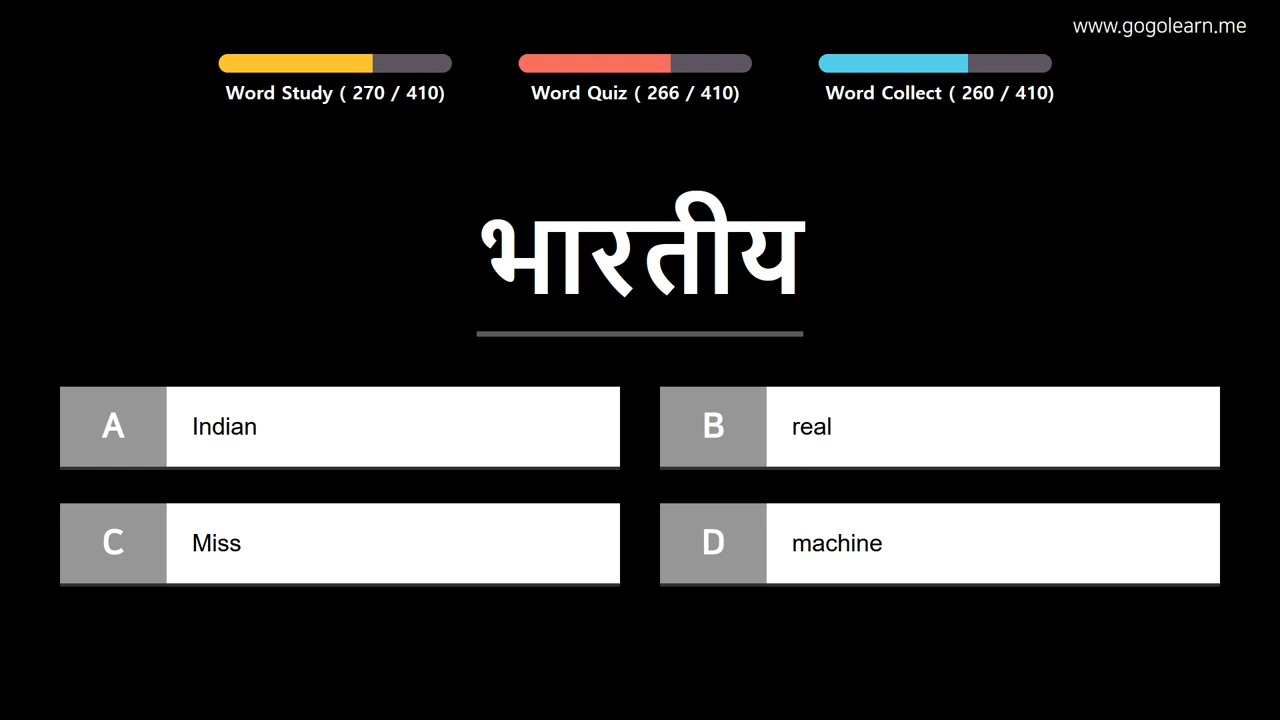 www.gogolearn.me
Word Study ( 270 / 410)
Word Quiz ( 266 / 410)
Word Collect ( 260 / 410)
भारतीय
A Indian
B real
C Miss
D machine